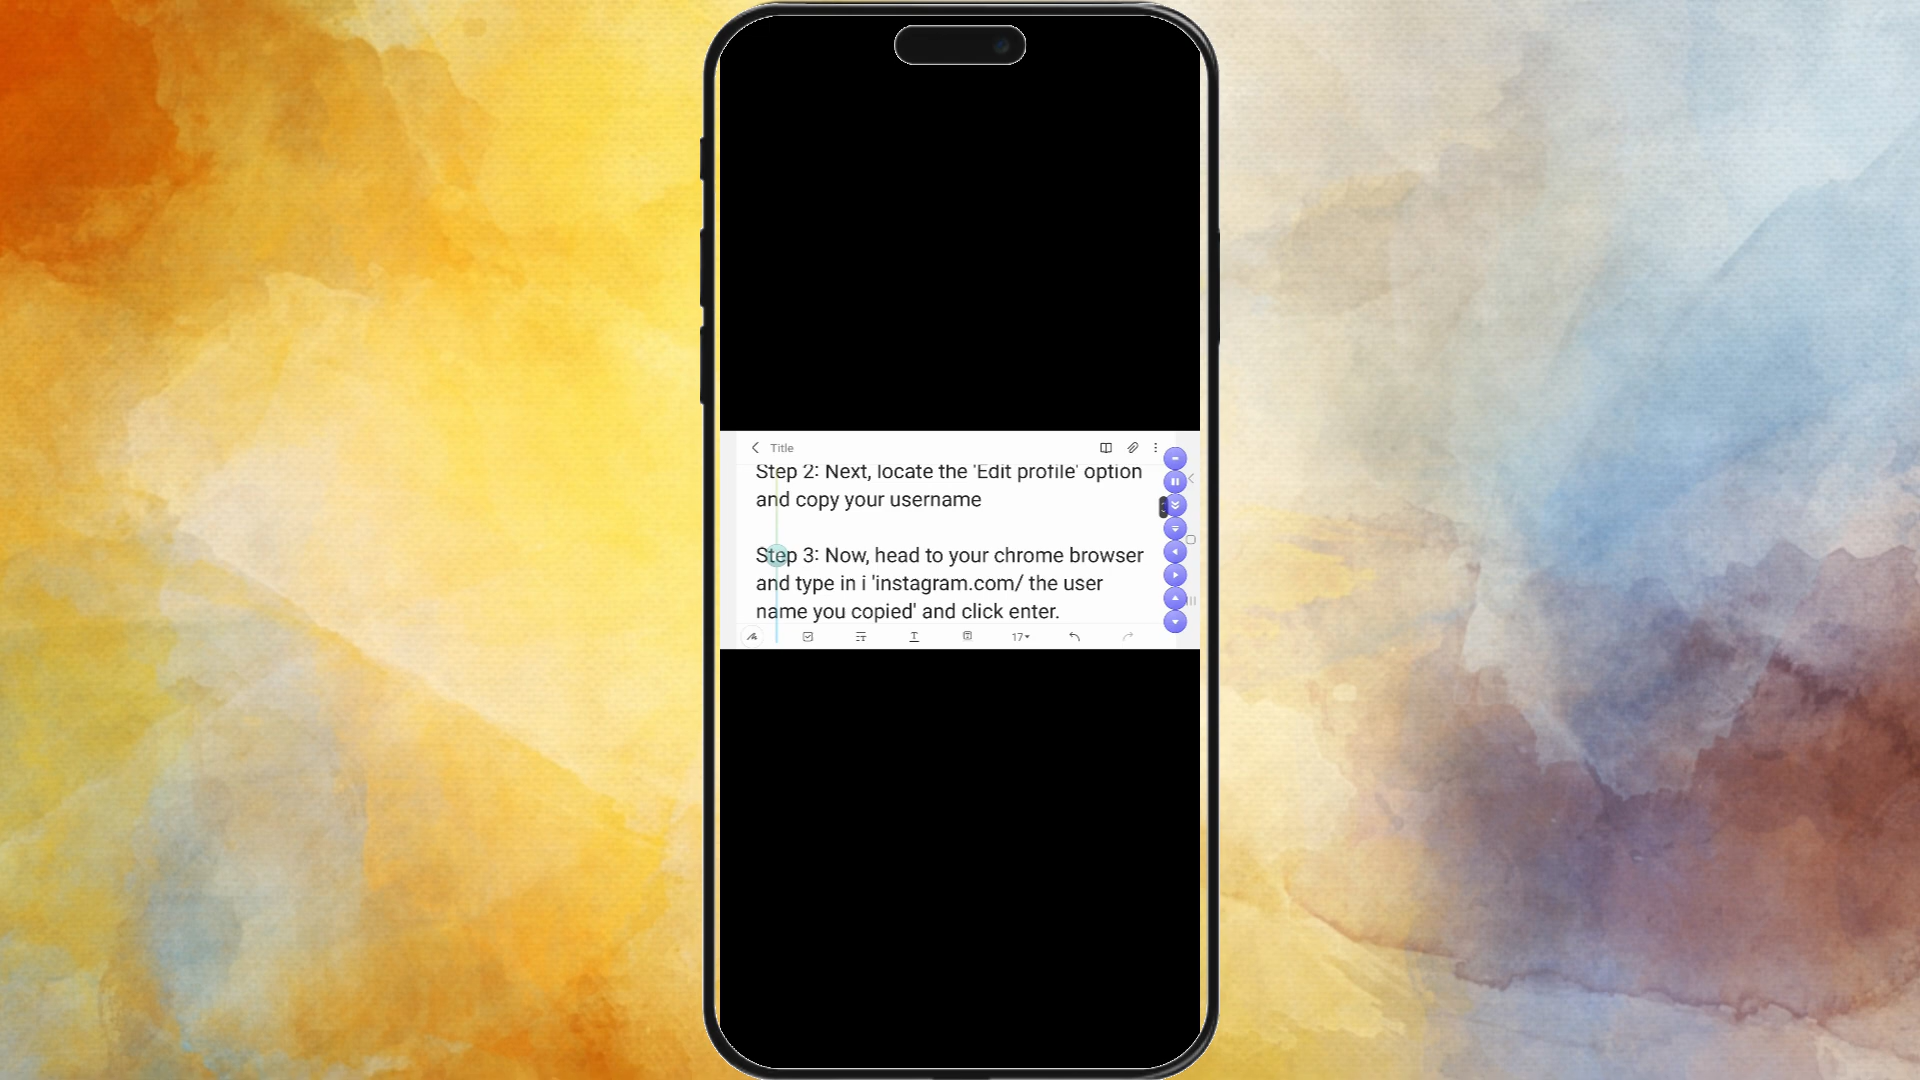 Title
Step 2: Next, locate the 'Edit profile' option
and copy your username
Step 3: Now, head to your chrome browser
and type in i 'instagram.com/ the user
name you copied' and click enter.
17